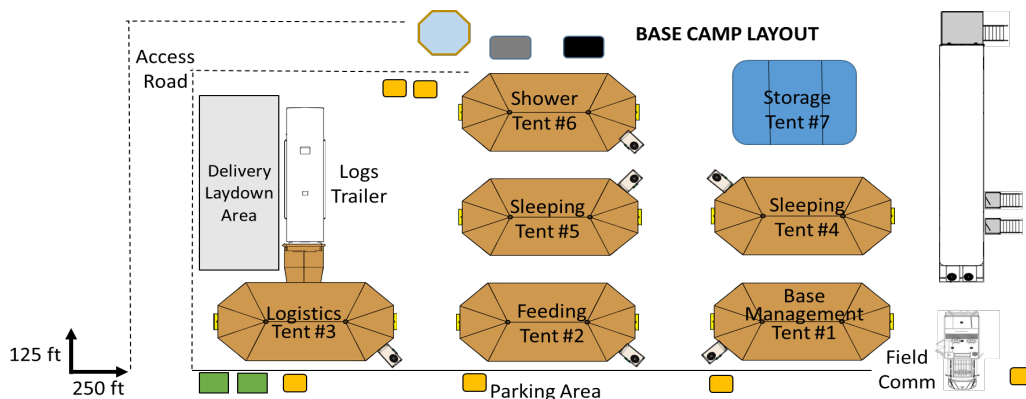 BASE CAMP LAYOUT
Access
Road
Shower
Tent #6
Storage
Tent #7
Delivery
Laydown
Area
Logs
Trailer
Sleeping
Tent #5
Sleeping
Tent #4
Logistics
Tent #3
Feeding
Tent #2
Base
Management
Tent #1
125 ft
250 ft
Parking Area
Field
Comm